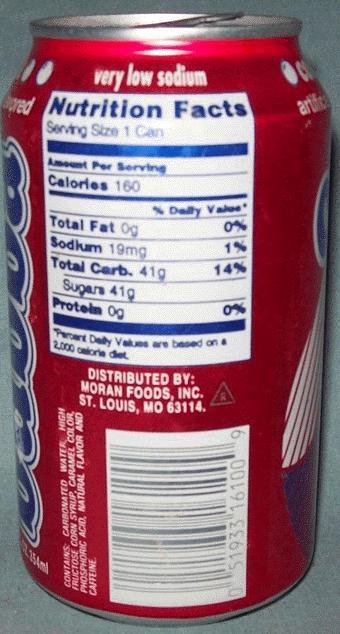 very low sodium
Nutrition Facts
Serving Size 1 Can
Amount Per Serving
Calories 160
% Daily Value*
Total Fat 0g 0%
Sodium 19mg 1%
Total Carb. 41g 14%
Sugars 41g
Protein 0g 0%
*Percent Daily Values are based on a
2,000 calorie diet.
DISTRIBUTED BY:
MORAN FOODS, INC.
ST. LOUIS, MO 63114.
K
CONTAINS: CARBONATED WATER, HIGH
FRUCTOSE CORN SYRUP, CARAMEL COLOR,
PHOSPHORIC ACID, NATURAL FLAVOR AND
CAFFEINE.
0 51933 16100 9
354ml